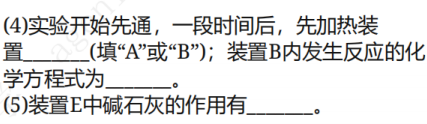 (4)实验开始先通，一段时间后，先加热装
置______(填“A”或“B”)；装置B内发生反应的化
学方程式为______。
(5)装置E中碱石灰的作用有______。